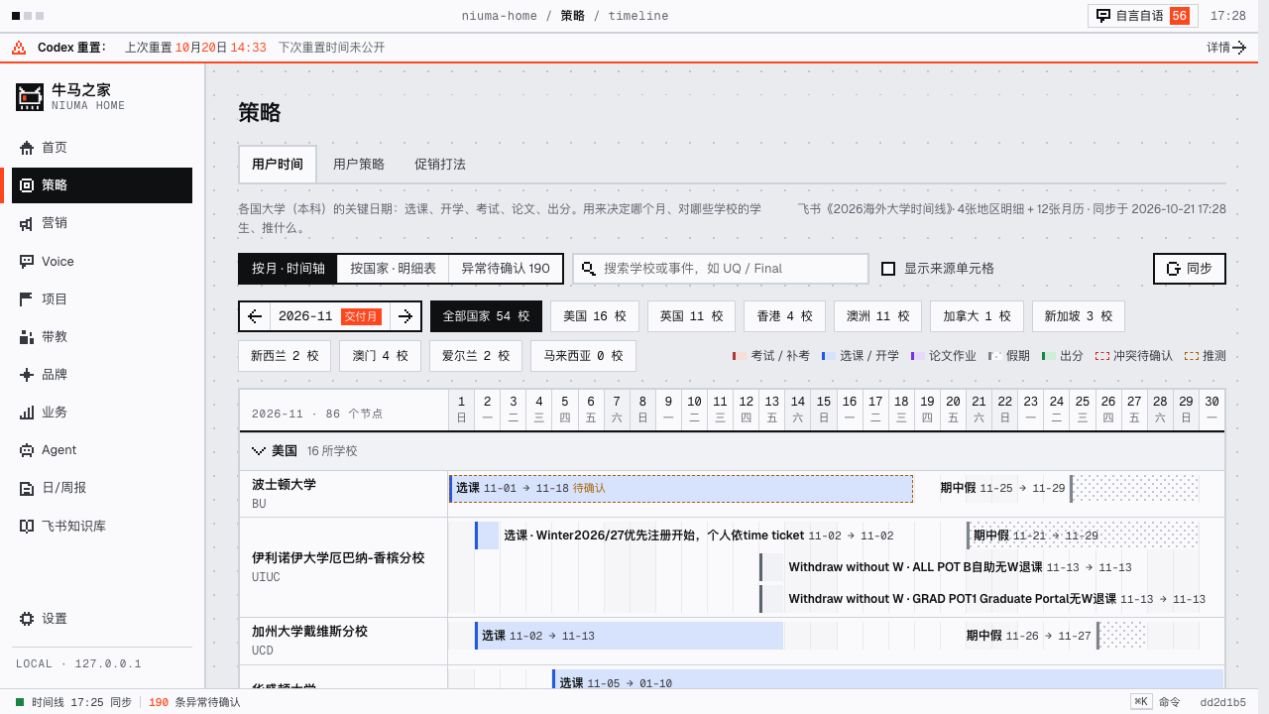 niuma-home / 策略 / timeline
自言自语 56
17:28
Codex 重置： 上次重置 10月20日 14:33 下次重置时间未公开
详情→
牛马之家
NIUMA HOME
首页
策略
营销
Voice
项目
带教
品牌
业务
Agent
日/周报
飞书知识库
设置
LOCAL · 127.0.0.1
策略
用户时间 用户策略 促销打法
各国大学（本科）的关键日期：选课、开学、考试、论文、出分。用来决定哪个月、对哪些学校的学
生、推什么。
飞书《2026海外大学时间线》· 4张地区明细 + 12张月历 · 同步于 2026-10-21 17:28
按月 · 时间轴 按国家 · 明细表 异常待确认 190
搜索学校或事件，如 UQ / Final
显示来源单元格
同步
← 2026-11 交付月 →
全部国家 54 校 美国 16 校 英国 11 校 香港 4 校 澳洲 11 校 加拿大 1 校 新加坡 3 校
新西兰 2 校 澳门 4 校 爱尔兰 2 校 马来西亚 0 校
考试 / 补考 选课 / 开学 论文作业 假期 出分 冲突待确认 推测
2026-11 · 86 个节点
1 2 3 4 5 6 7 8 9 10 11 12 13 14 15 16 17 18 19 20 21 22 23 24 25 26 27 28 29 30
日 一 二 三 四 五 六 日 一 二 三 四 五 六 日 一 二 三 四 五 六 日 一 二 三 四 五 六 日 一
美国 16 所学校
波士顿大学
BU
选课 11-01 → 11-18 待确认
期中假 11-25 → 11-29
伊利诺伊大学厄巴纳-香槟分校
UIUC
选课 · Winter2026/27优先注册开始，个人依time ticket 11-02 → 11-02
期中假 11-21 → 11-29
Withdraw without W · ALL POT B自助无W退课 11-13 → 11-13
Withdraw without W · GRAD POT1 Graduate Portal无W退课 11-13 → 11-13
加州大学戴维斯分校
UCD
选课 11-02 → 11-13
期中假 11-26 → 11-27
华盛顿大学
选课 11-05 → 01-10
时间线 17:25 同步 190 条异常待确认
⌘K 命令 dd2d1b5